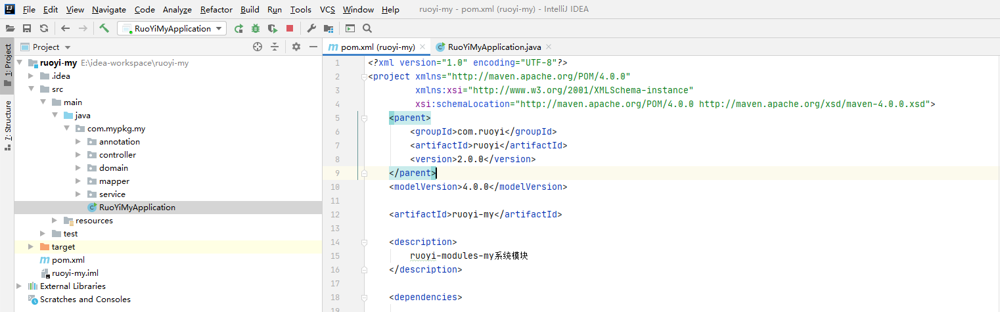 File Edit View Navigate Code Analyze Refactor Build Run Tools VCS Window Help ruoyi-my - pom.xml (ruoyi-my) - IntelliJ IDEA
RuoYiMyApplication
Project
pom.xml (ruoyi-my) RuoYiMyApplication.java
1: Project
7: Structure
ruoyi-my E:\idea-workspace\ruoyi-my
.idea
src
main
java
com.mypkg.my
annotation
controller
domain
mapper
service
RuoYiMyApplication
resources
test
target
pom.xml
ruoyi-my.iml
External Libraries
Scratches and Consoles
1 <?xml version="1.0" encoding="UTF-8"?>
2 <project xmlns="http://maven.apache.org/POM/4.0.0"
3 xmlns:xsi="http://www.w3.org/2001/XMLSchema-instance"
4 xsi:schemaLocation="http://maven.apache.org/POM/4.0.0 http://maven.apache.org/xsd/maven-4.0.0.xsd">
5 <parent>
6 <groupId>com.ruoyi</groupId>
7 <artifactId>ruoyi</artifactId>
8 <version>2.0.0</version>
9 </parent>
10 <modelVersion>4.0.0</modelVersion>
11
12 <artifactId>ruoyi-my</artifactId>
13
14 <description>
15 ruoyi-modules-my系统模块
16 </description>
17
18 <dependencies>
19